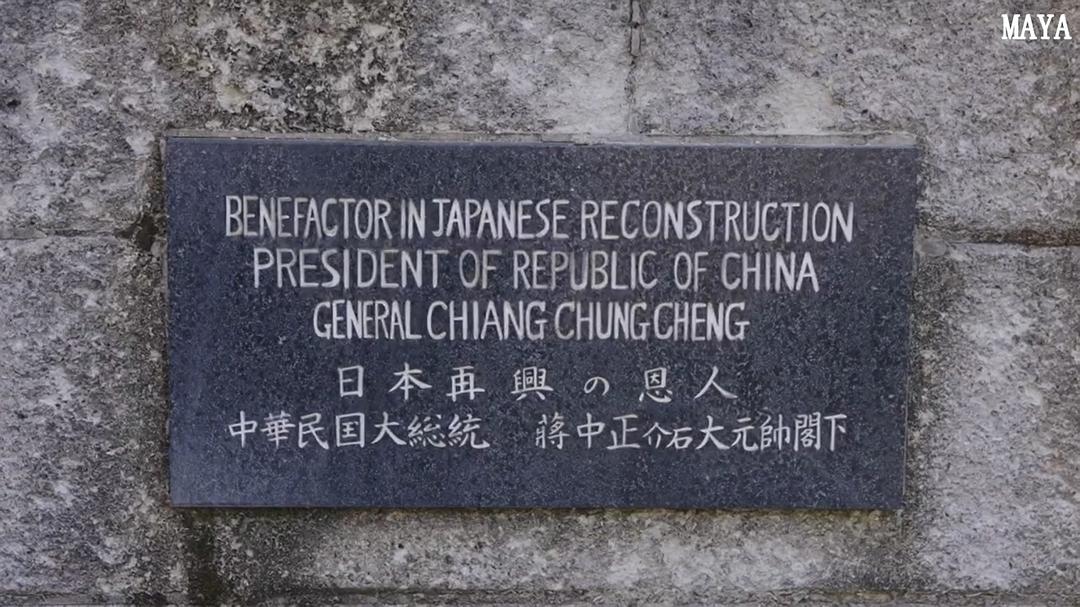 MAYA
BENEFACTOR IN JAPANESE RECONSTRUCTION
PRESIDENT OF REPUBLIC OF CHINA
GENERAL CHIANG CHUNG CHENG
日本再興の恩人
中華民国大総統 蔣中正介石大元帥閣下